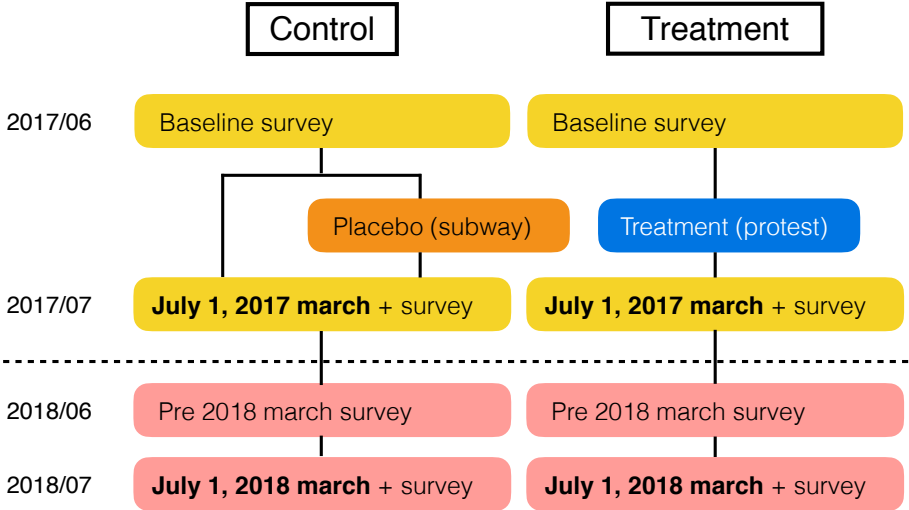 Control Treatment
2017/06 Baseline survey Baseline survey
Placebo (subway) Treatment (protest)
2017/07 July 1, 2017 march + survey July 1, 2017 march + survey
2018/06 Pre 2018 march survey Pre 2018 march survey
2018/07 July 1, 2018 march + survey July 1, 2018 march + survey